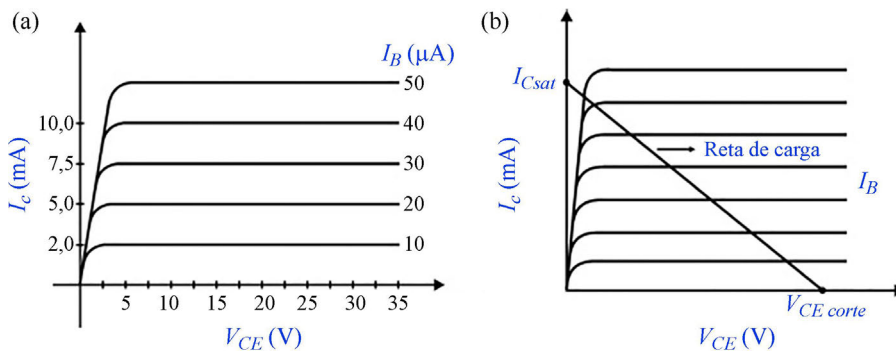 (a)
I_B (µA)
50
40
30
20
10
10,0
7,5
5,0
2,0
I_c (mA)
5 10 15 20 25 30 35
V_CE (V)
(b)
I_Csat
Reta de carga
I_B
I_c (mA)
V_CE corte
V_CE (V)